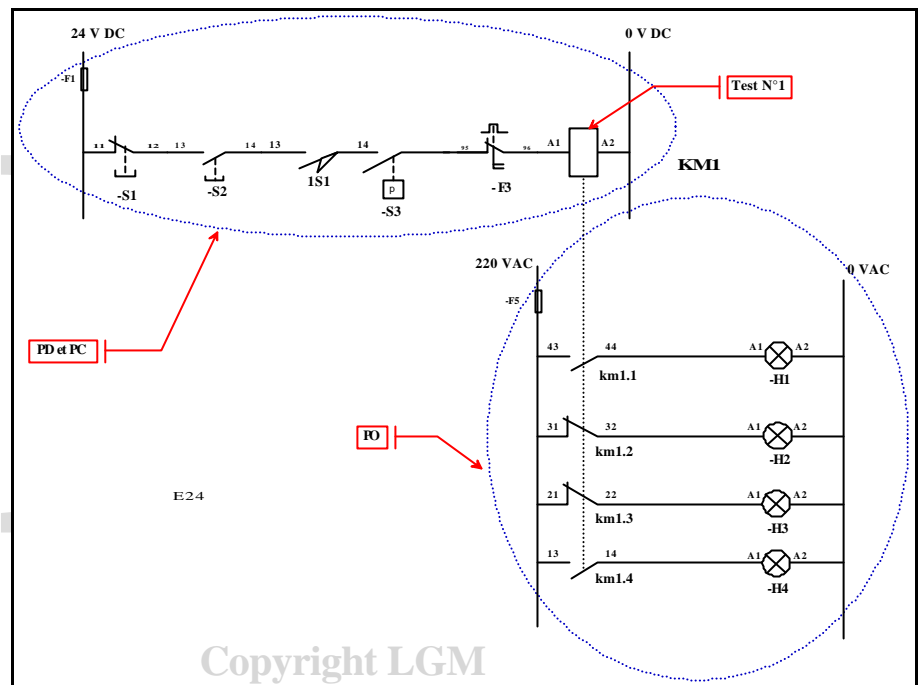 24 V DC
0 V DC
-F1
Test N°1
11 12 13 14 13 14 95 96 A1 A2
-S1
-S2
1S1
p
-S3
- F3
KM1
220 VAC
0 VAC
-F5
PD et PC
43 44 A1 A2
km1.1 -H1
PO
31 32 A1 A2
km1.2 -H2
E24
21 22 A1 A2
km1.3 -H3
13 14 A1 A2
km1.4 -H4
Copyright LGM